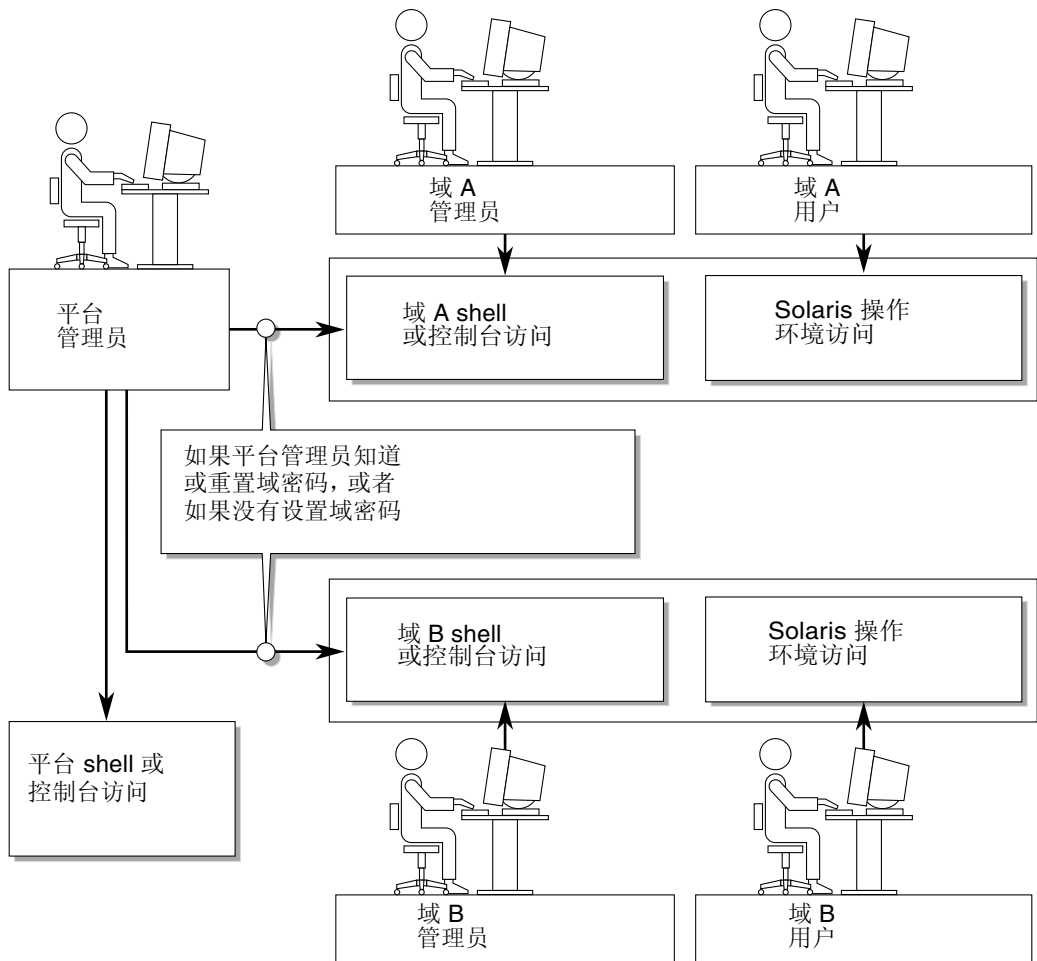 域 A
管理员
域 A
用户
平台
管理员
域 A shell
或控制台访问
Solaris 操作
环境访问
如果平台管理员知道
或重置域密码，或者
如果没有设置域密码
域 B shell
或控制台访问
Solaris 操作
环境访问
平台 shell 或
控制台访问
域 B
管理员
域 B
用户